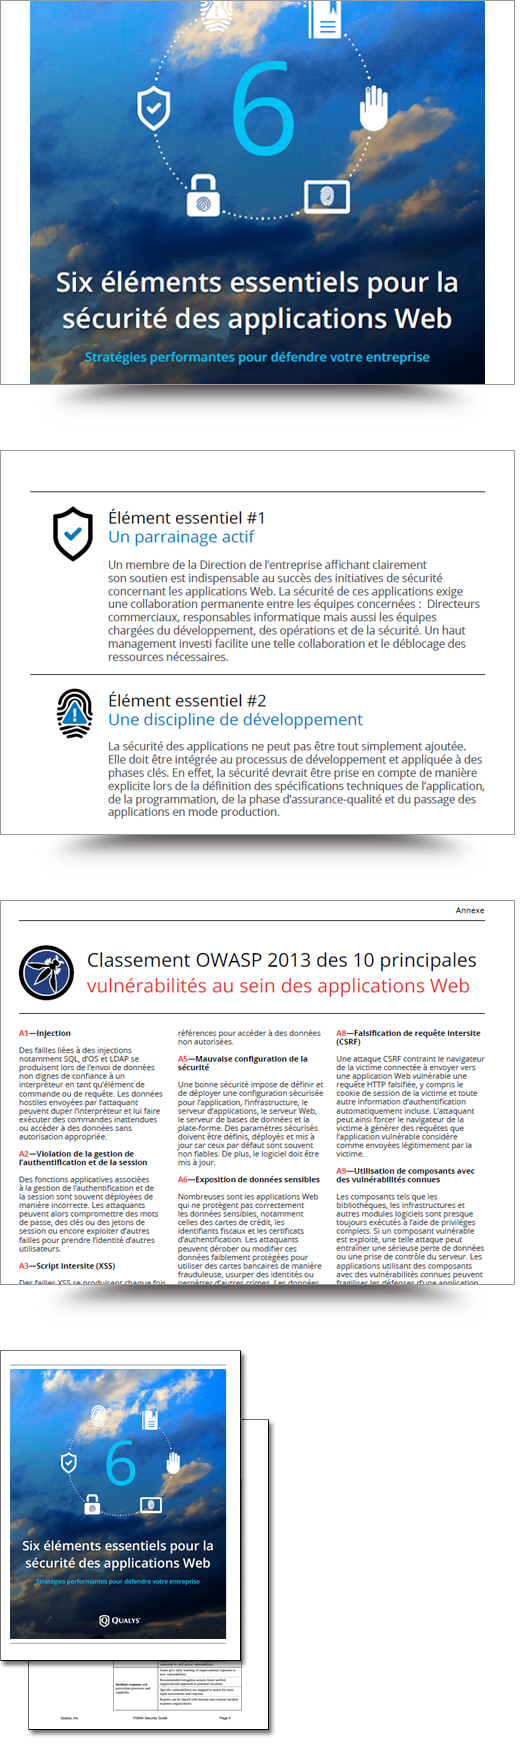 6
Six éléments essentiels pour la
sécurité des applications Web
Stratégies performantes pour défendre votre entreprise
Élément essentiel #1
Un parrainage actif
Un membre de la Direction de l’entreprise affichant clairement
son soutien est indispensable au succès des initiatives de sécurité
concernant les applications Web. La sécurité de ces applications exige
une collaboration permanente entre les équipes concernées : Directeurs
commerciaux, responsables informatique mais aussi les équipes
chargées du développement, des opérations et de la sécurité. Un haut
management investi facilite une telle collaboration et le déblocage des
ressources nécessaires.
Élément essentiel #2
Une discipline de développement
La sécurité des applications ne peut pas être tout simplement ajoutée.
Elle doit être intégrée au processus de développement et appliquée à des
phases clés. En effet, la sécurité devrait être prise en compte de manière
explicite lors de la définition des spécifications techniques de l’application,
de la programmation, de la phase d’assurance-qualité et du passage des
applications en mode production.
Annexe
Classement OWASP 2013 des 10 principales
vulnérabilités au sein des applications Web
A1—Injection
Des failles liées à des injections
notamment SQL, d’OS et LDAP se
produisent lors de l’envoi de données
non dignes de confiance à un
interpréteur en tant qu’élément de
commande ou de requête. Les données
hostiles envoyées par l’attaquant
peuvent duper l’interpréteur et lui faire
exécuter des commandes inattendues
ou accéder à des données sans
autorisation appropriée.
A2—Violation de la gestion de
l’authentification et de la session
Des fonctions applicatives associées
à la gestion de l’authentification et de
la session sont souvent déployées de
manière incorrecte. Les attaquants
peuvent alors compromettre des mots
de passe, des clés ou des jetons de
session ou encore exploiter d’autres
failles pour prendre l’identité d’autres
utilisateurs.
A3—Script Intersite (XSS)
Des failles XSS se produisent chaque fois
références pour accéder à des données
non autorisées.
A5—Mauvaise configuration de la
sécurité
Une bonne sécurité impose de définir et
de déployer une configuration sécurisée
pour l’application, l’infrastructure, le
serveur d’applications, le serveur Web,
le serveur de bases de données et la
plate-forme. Des paramètres sécurisés
doivent être définis, déployés et mis à
jour car ceux par défaut sont souvent
non fiables. De plus, le logiciel doit être
mis à jour.
A6—Exposition de données sensibles
Nombreuses sont les applications Web
qui ne protègent pas correctement
les données sensibles, notamment
celles des cartes de crédit, les
identifiants fiscaux et les certificats
d’authentification. Les attaquants
peuvent dérober ou modifier ces
données faiblement protégées pour
utiliser des cartes bancaires de manière
frauduleuse, usurper des identités ou
perpétrer d’autres crimes. Les données
A8—Falsification de requête intersite
(CSRF)
Une attaque CSRF contraint le navigateur
de la victime connectée à envoyer vers
une application Web vulnérable une
requête HTTP falsifiée, y compris le
cookie de session de la victime et toute
autre information d’authentification
automatiquement incluse. L’attaquant
peut ainsi forcer le navigateur de la
victime à générer des requêtes que
l’application vulnérable considère
comme envoyées légitimement par la
victime.
A9—Utilisation de composants avec
des vulnérabilités connues
Les composants tels que les
bibliothèques, les infrastructures et
autres modules logiciels sont presque
toujours exécutés à l’aide de privilèges
complets. Si un composant vulnérable
est exploité, une telle attaque peut
entraîner une sérieuse perte de données
ou une prise de contrôle du serveur. Les
applications utilisant des composants
avec des vulnérabilités connues peuvent
fragiliser les défenses d’une application
6
Six éléments essentiels pour la
sécurité des applications Web
Stratégies performantes pour défendre votre entreprise
QUALYS
Incident response and
Qualys, Inc.
FISMA Security Guide
Page 5